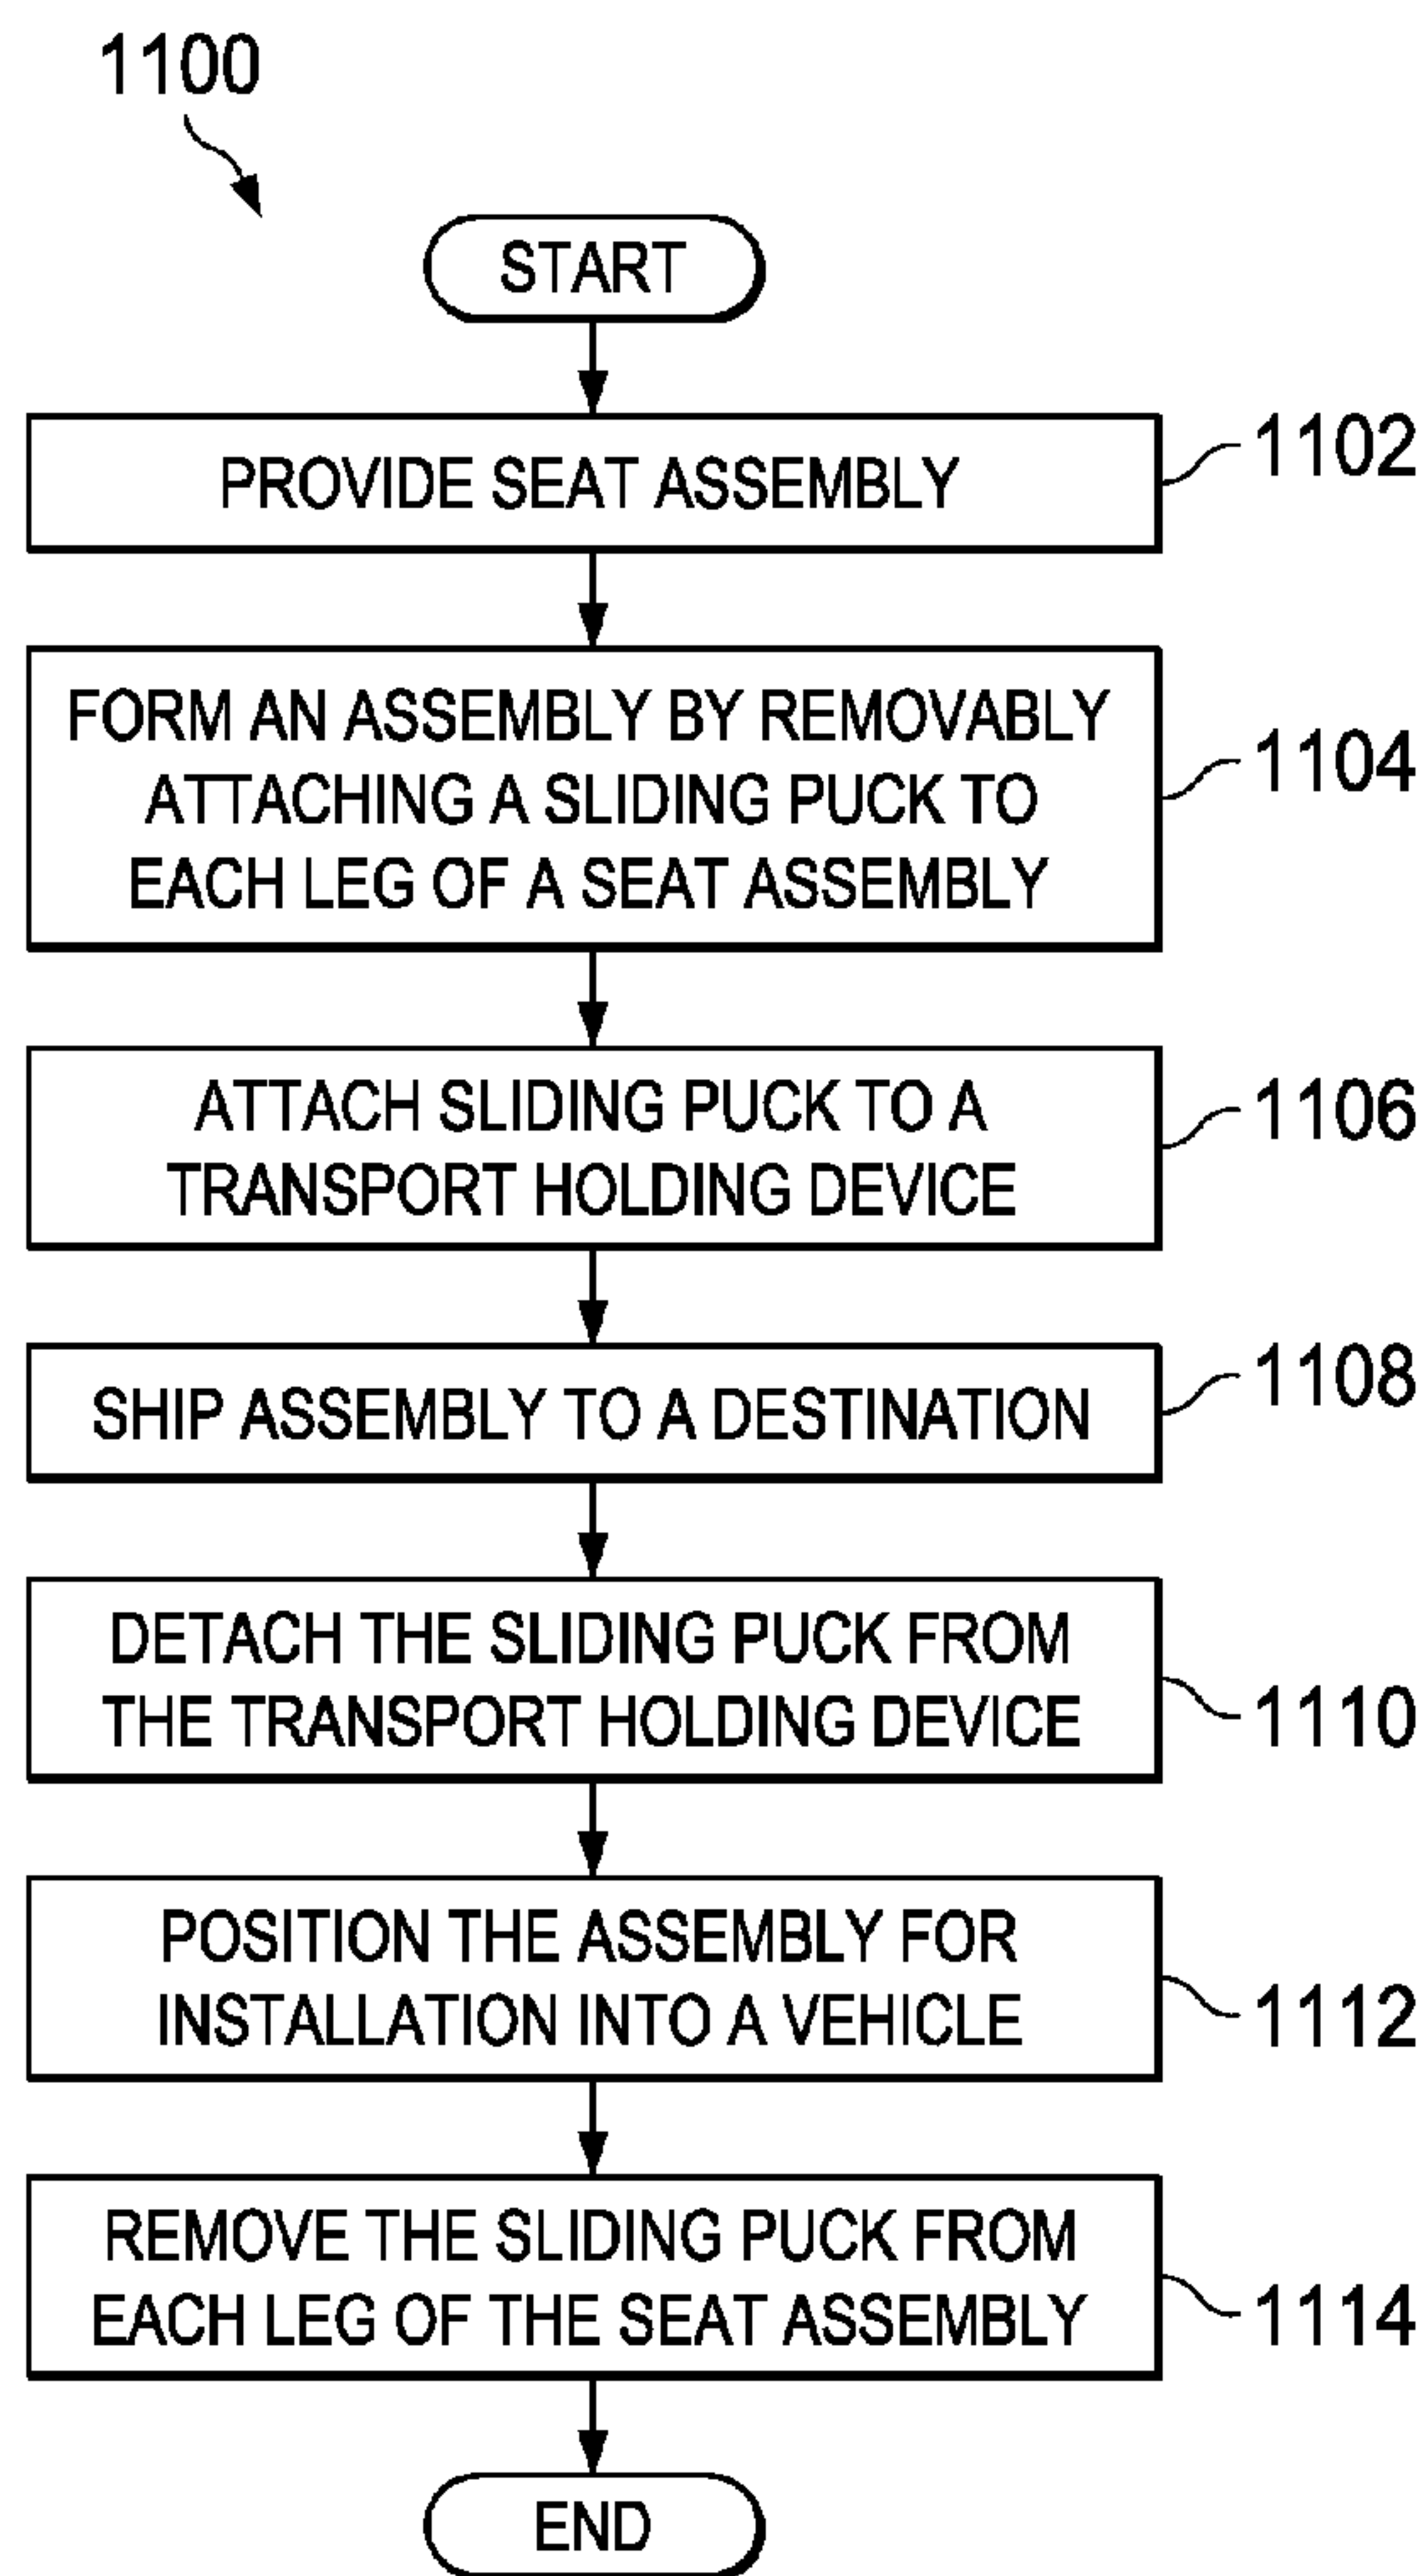 1100
START
PROVIDE SEAT ASSEMBLY
1102
FORM AN ASSEMBLY BY REMOVABLY
ATTACHING A SLIDING PUCK TO
EACH LEG OF A SEAT ASSEMBLY
1104
ATTACH SLIDING PUCK TO A
TRANSPORT HOLDING DEVICE
1106
SHIP ASSEMBLY TO A DESTINATION
1108
DETACH THE SLIDING PUCK FROM
THE TRANSPORT HOLDING DEVICE
1110
POSITION THE ASSEMBLY FOR
INSTALLATION INTO A VEHICLE
1112
REMOVE THE SLIDING PUCK FROM
EACH LEG OF THE SEAT ASSEMBLY
1114
END